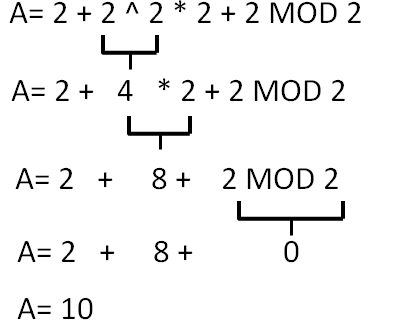 A= 2 + 2 ^ 2 * 2 + 2 MOD 2
A= 2 + 4 * 2 + 2 MOD 2
A= 2 + 8 + 2 MOD 2
A= 2 + 8 + 0
A= 10